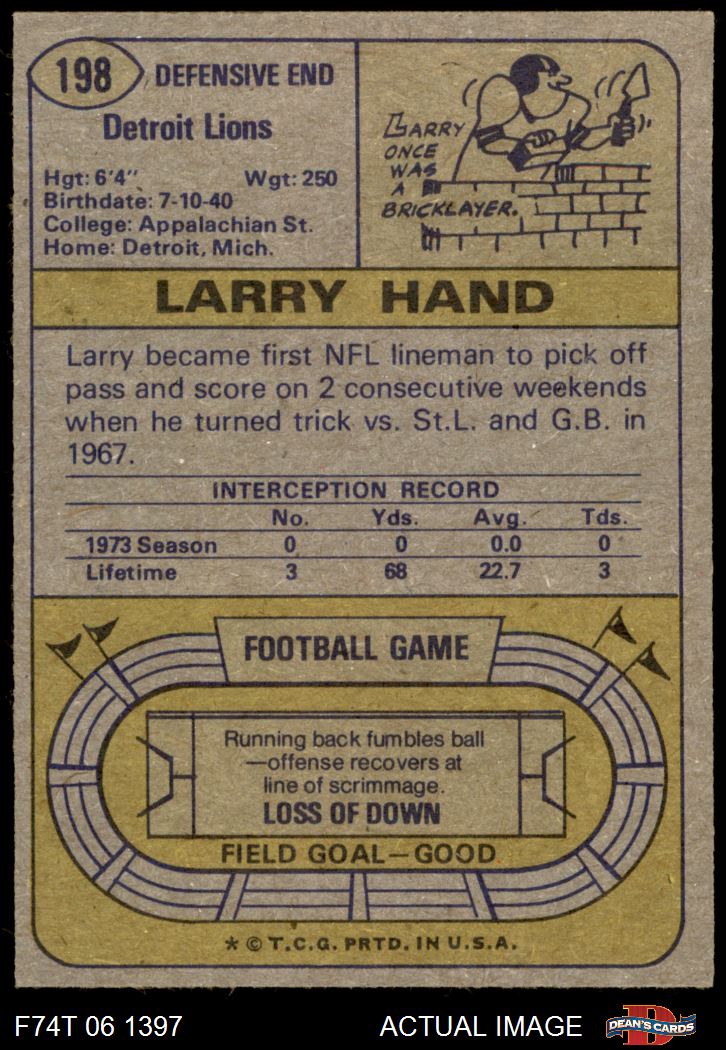 198
DEFENSIVE END
Detroit Lions
Hgt: 6'4" Wgt: 250
Birthdate: 7-10-40
College: Appalachian St.
Home: Detroit, Mich.
LARRY
ONCE
WAS
A
BRICKLAYER.
LARRY HAND
Larry became first NFL lineman to pick off
pass and score on 2 consecutive weekends
when he turned trick vs. St.L. and G.B. in
1967.
INTERCEPTION RECORD
No. Yds. Avg. Tds.
1973 Season 0 0 0.0 0
Lifetime 3 68 22.7 3
FOOTBALL GAME
Running back fumbles ball
—offense recovers at
line of scrimmage.
LOSS OF DOWN
FIELD GOAL—GOOD
* © T.C.G. PRTD. IN U.S.A.
F74T 06 1397 ACTUAL IMAGE
D
DEAN'S CARDS